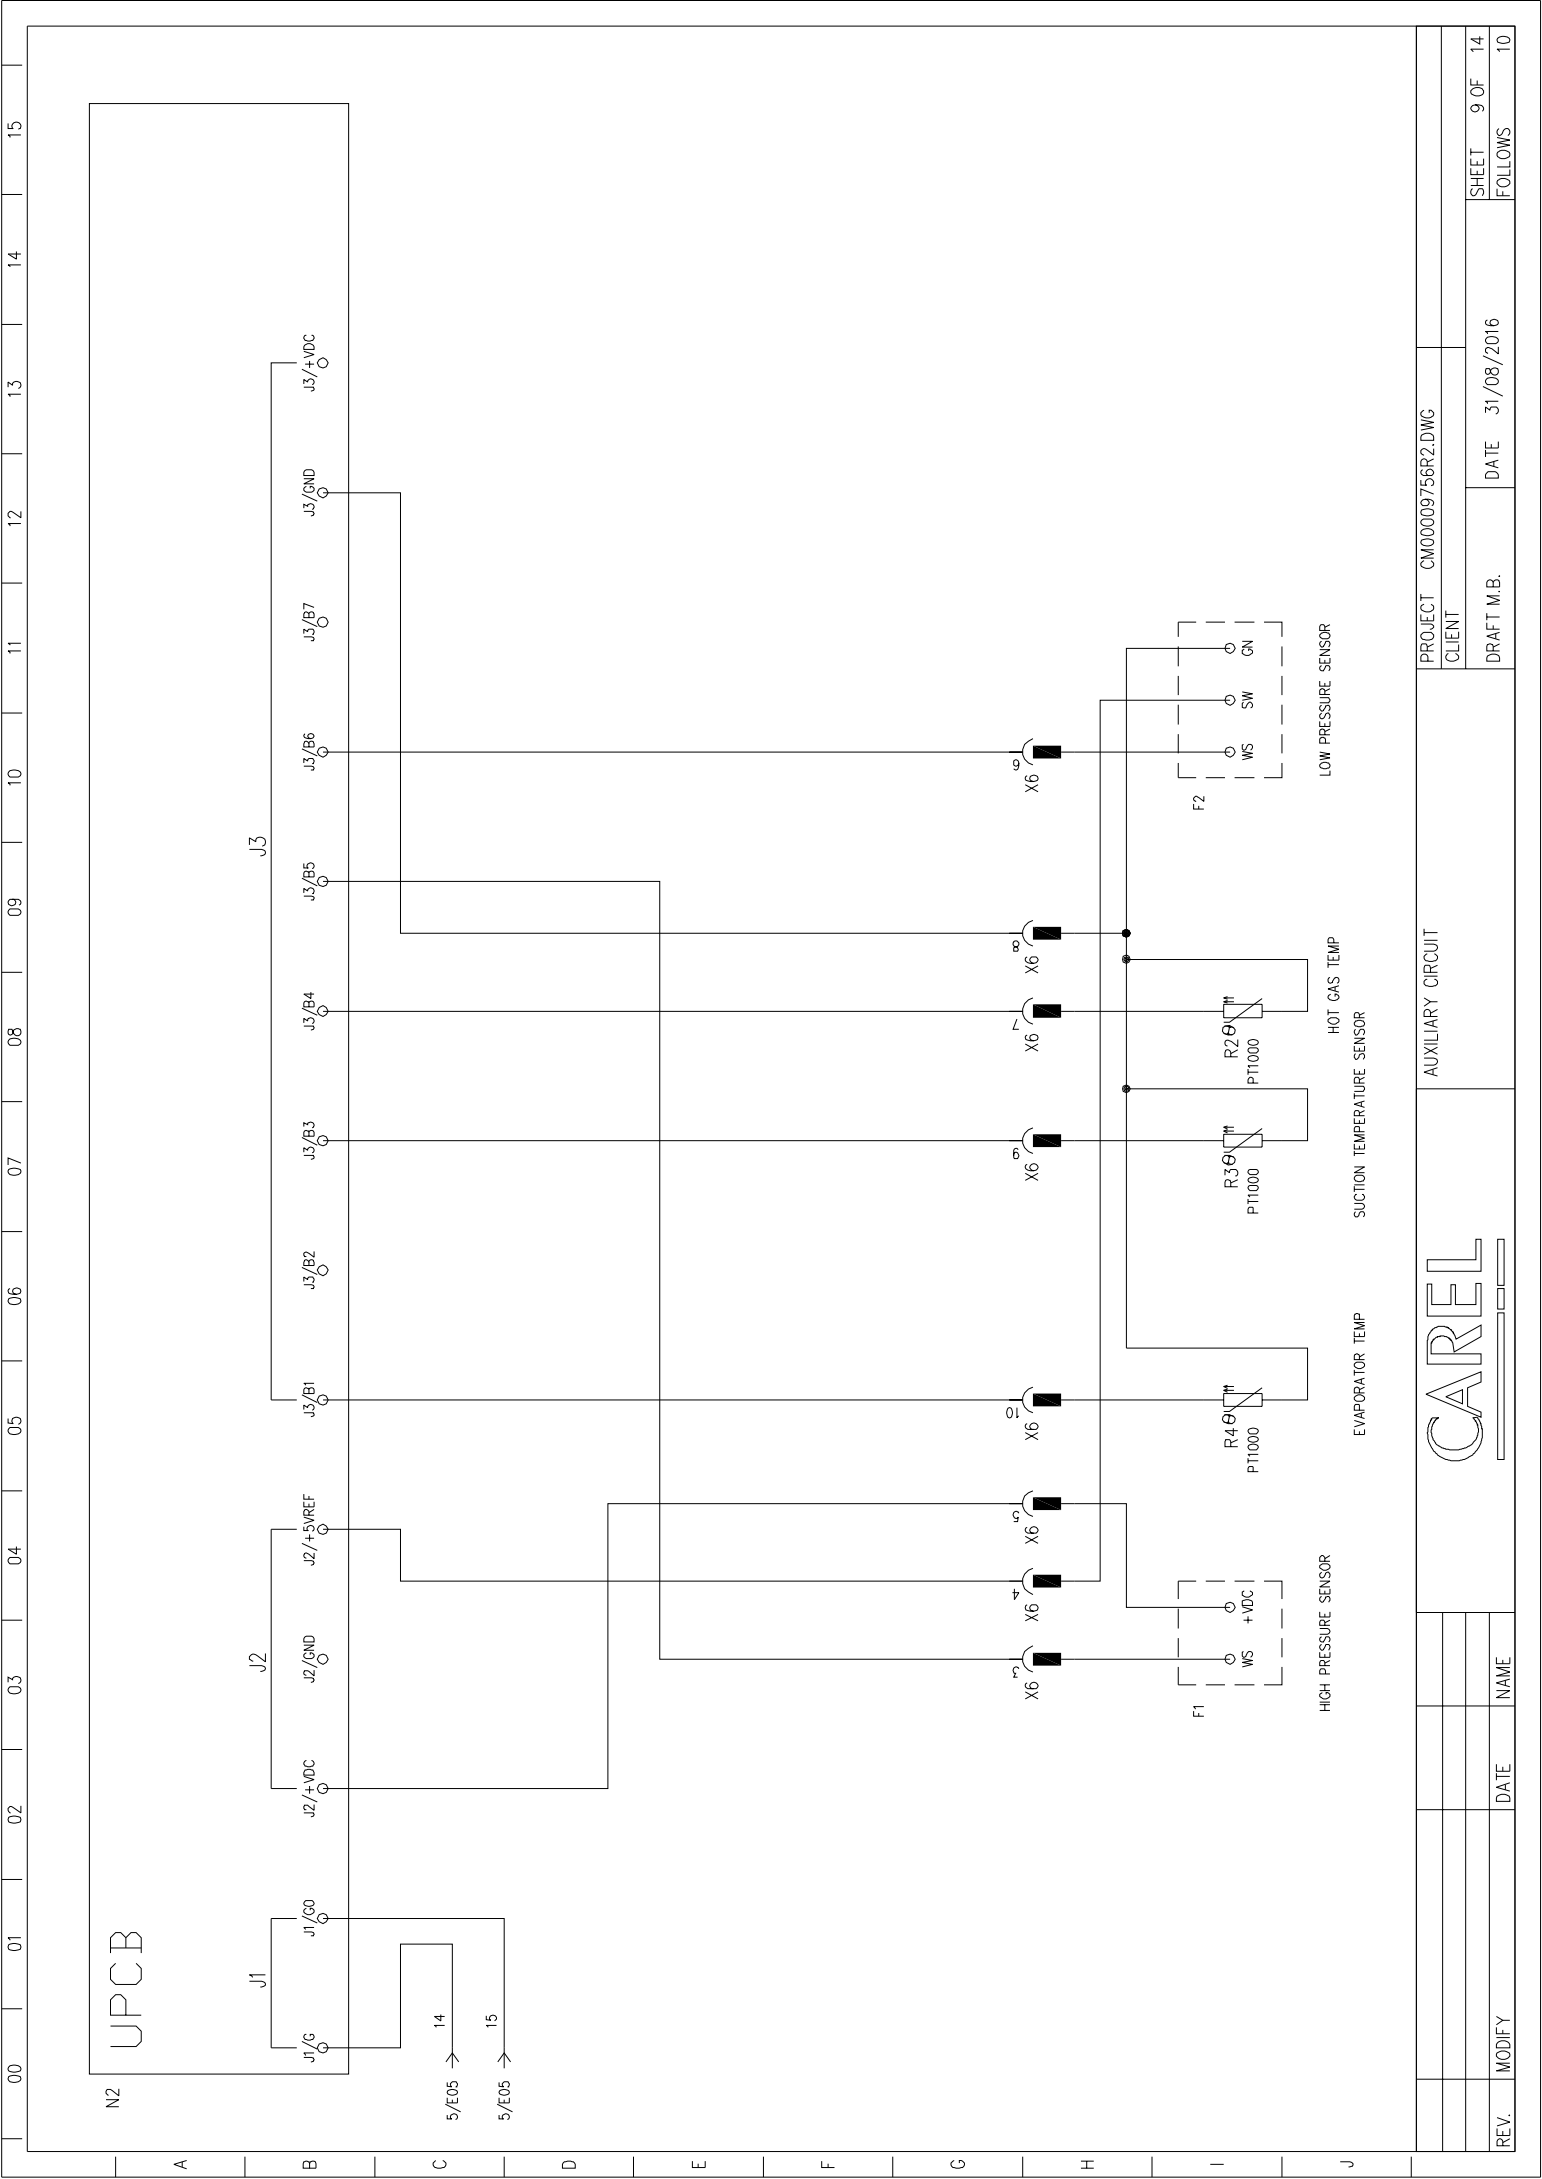 00 01 02 03 04 05 06 07 08 09 10 11 12 13 14 15
A
B
C
D
E
F
G
H
I
J
N2
UPCB
J1
J2
J3
J1/G
J1/G0
J2/+VDC
J2/GND
J2/+5VREF
J3/B1
J3/B2
J3/B3
J3/B4
J3/B5
J3/B6
J3/B7
J3/GND
J3/+VDC
5/E05
14
5/E05
15
3
X6
4
X6
5
X6
10
X6
9
X6
7
X6
8
X6
6
X6
F1
WS
+VDC
HIGH PRESSURE SENSOR
R4
PT1000
EVAPORATOR TEMP
R3
PT1000
SUCTION TEMPERATURE SENSOR
R2
PT1000
HOT GAS TEMP
F2
WS
SW
GN
LOW PRESSURE SENSOR
REV.
MODIFY
DATE
NAME
CAREL
AUXILIARY CIRCUIT
PROJECT CM00009756R2.DWG
CLIENT
DRAFT M.B.
DATE 31/08/2016
SHEET 9 OF 14
FOLLOWS 10